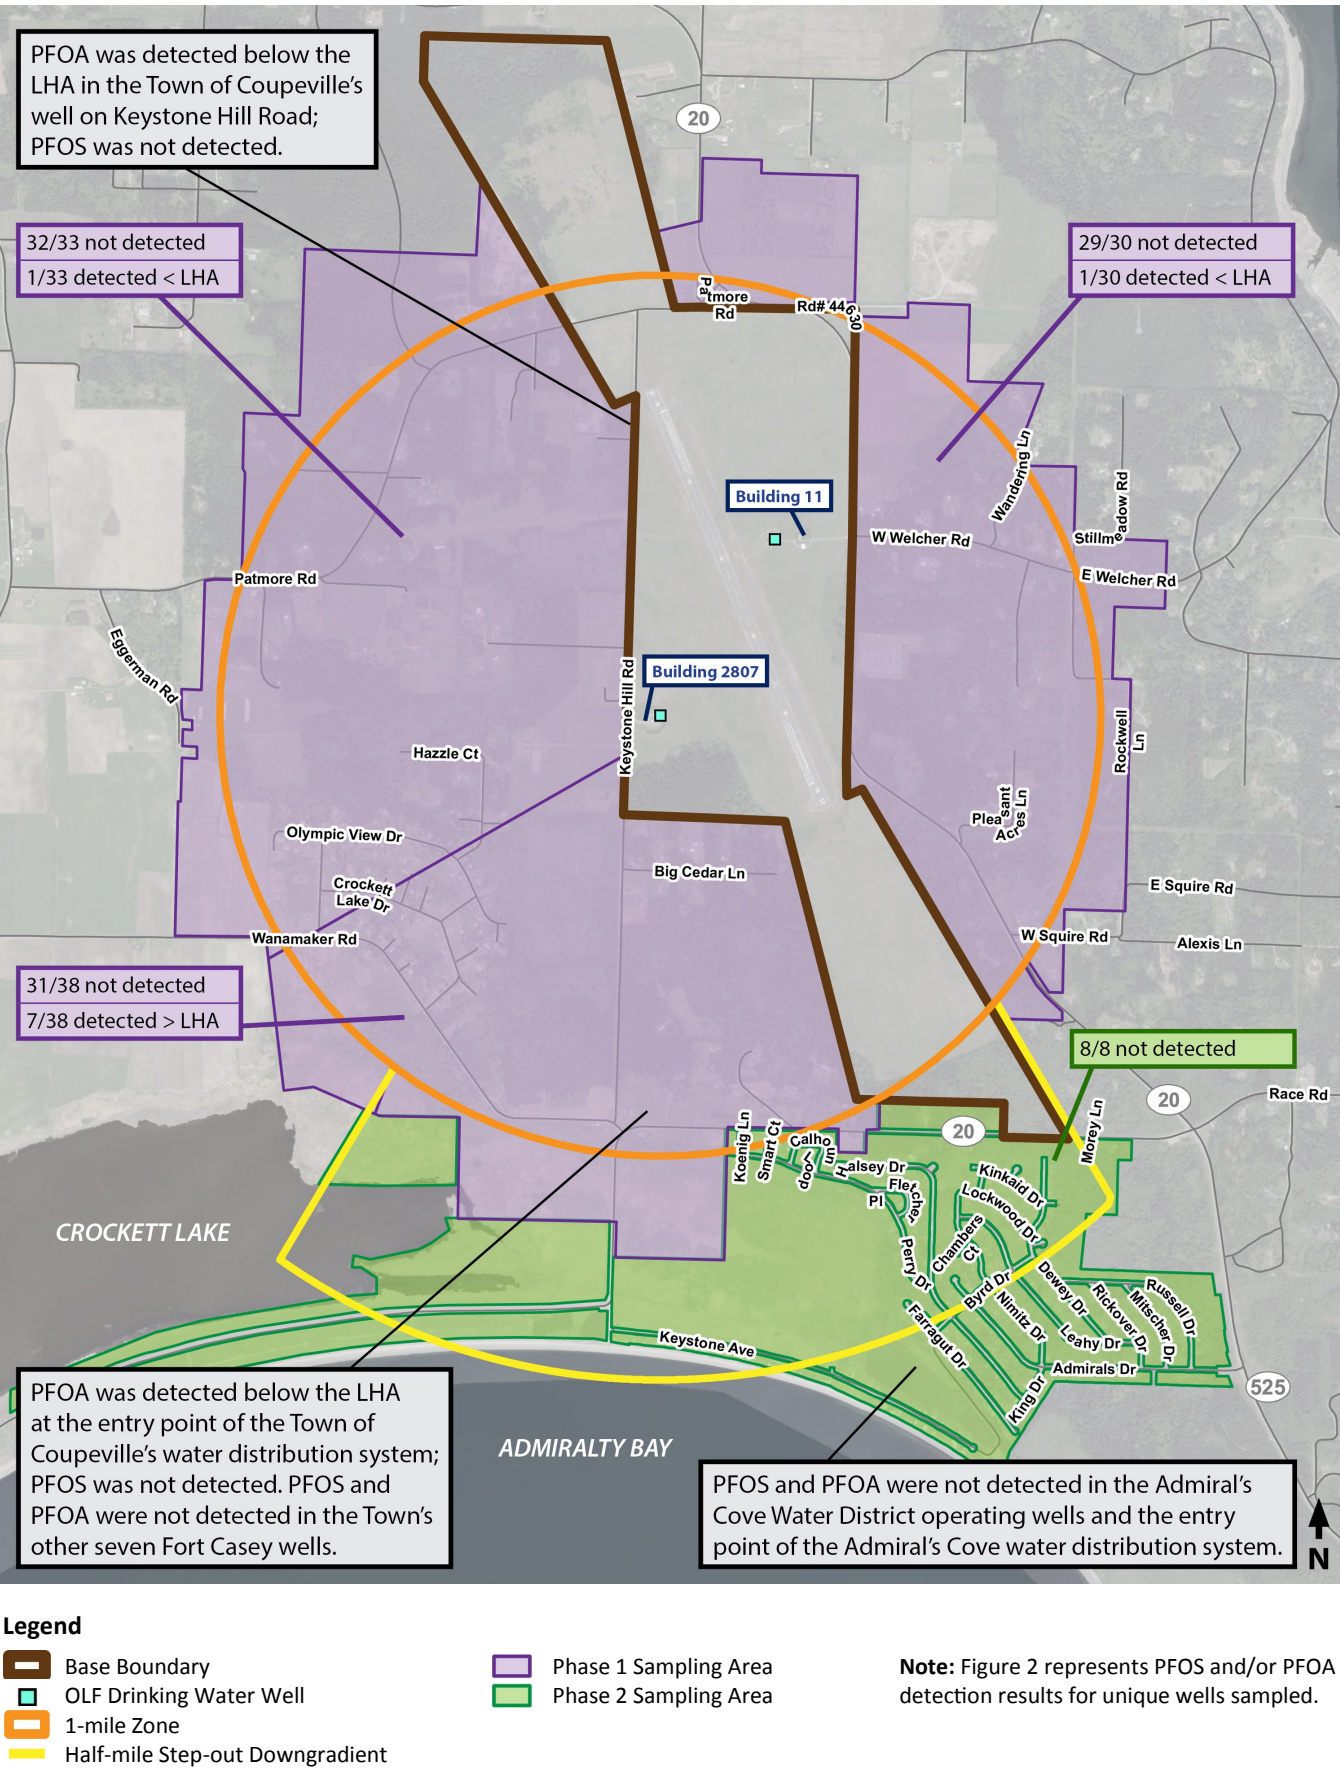 PFOA was detected below the
LHA in the Town of Coupeville's
well on Keystone Hill Road;
PFOS was not detected.
20
32/33 not detected
1/33 detected < LHA
29/30 not detected
1/30 detected < LHA
Patmore
Rd
Rd# 44630
Wandering Ln
Building 11
Stillmeadow Rd
W Welcher Rd
E Welcher Rd
Patmore Rd
Eggerman Rd
Building 2807
Keystone Hill Rd
Hazzle Ct
Rockwell
Ln
Pleasant
Acres Ln
Olympic View Dr
Big Cedar Ln
Crockett
Lake Dr
E Squire Rd
Wanamaker Rd
W Squire Rd
Alexis Ln
31/38 not detected
7/38 detected > LHA
8/8 not detected
20
Race Rd
20
Morey Ln
Koenig Ln
Smart Ct
Calhoun
Loop
Halsey Dr
Fletcher
Pl
Kinkaid Dr
Lockwood Dr
Chambers
Ct
Perry Dr
CROCKETT LAKE
Byrd Dr
Dewey Dr
Nimitz Dr
Rickover Dr
Mitscher Dr
Russell Dr
Farragut Dr
Leahy Dr
Keystone Ave
Admirals Dr
King Dr
525
PFOA was detected below the LHA
at the entry point of the Town of
Coupeville's water distribution system;
PFOS was not detected. PFOS and
PFOA were not detected in the Town's
other seven Fort Casey wells.
ADMIRALTY BAY
PFOS and PFOA were not detected in the Admiral's
Cove Water District operating wells and the entry
point of the Admiral's Cove water distribution system.
N
Legend
Base Boundary
OLF Drinking Water Well
1-mile Zone
Half-mile Step-out Downgradient
Phase 1 Sampling Area
Phase 2 Sampling Area
Note: Figure 2 represents PFOS and/or PFOA
detection results for unique wells sampled.